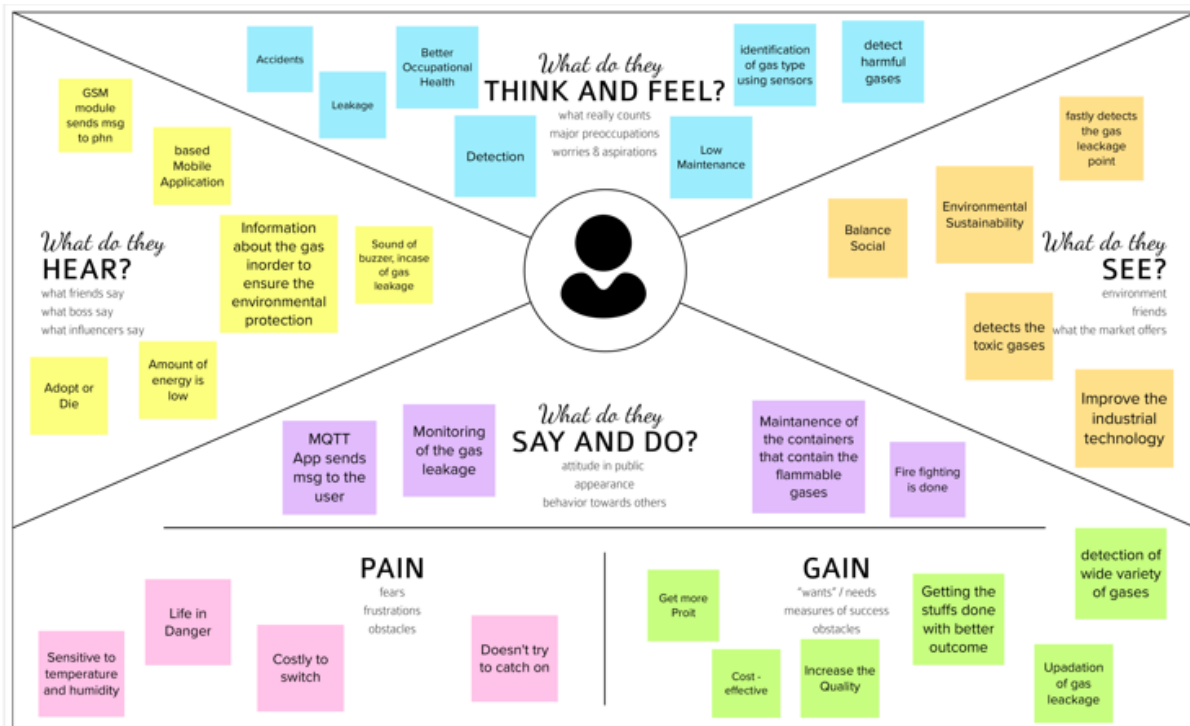 Accidents
Leakage
Better
Occupational
Health
Detection
What do they
THINK AND FEEL?
what really counts
major preoccupations
worries & aspirations
identification
of gas type
using sensors
detect
harmful
gases
Low
Maintenance
GSM
module
sends msg
to phn
based
Mobile
Application
Information
about the gas
inorder to
ensure the
environmental
protection
Sound of
buzzer, incase
of gas
leakage
What do they
HEAR?
what friends say
what boss say
what influencers say
Adopt or
Die
Amount of
energy is
low
fastly detects
the gas
leackage
point
Environmental
Sustainability
Balance
Social
What do they
SEE?
environment
friends
what the market offers
detects the
toxic gases
Improve the
industrial
technology
MQTT
App sends
msg to the
user
Monitoring
of the gas
leakage
What do they
SAY AND DO?
attitude in public
appearance
behavior towards others
Maintanence of
the containers
that contain the
flammable
gases
Fire fighting
is done
PAIN
fears
frustrations
obstacles
Sensitive to
temperature
and humidity
Life in
Danger
Costly to
switch
Doesn't try
to catch on
GAIN
"wants" / needs
measures of success
obstacles
Get more
Proit
Cost -
effective
Increase the
Quality
Getting the
stuffs done
with better
outcome
detection of
wide variety
of gases
Upadation
of gas
leackage